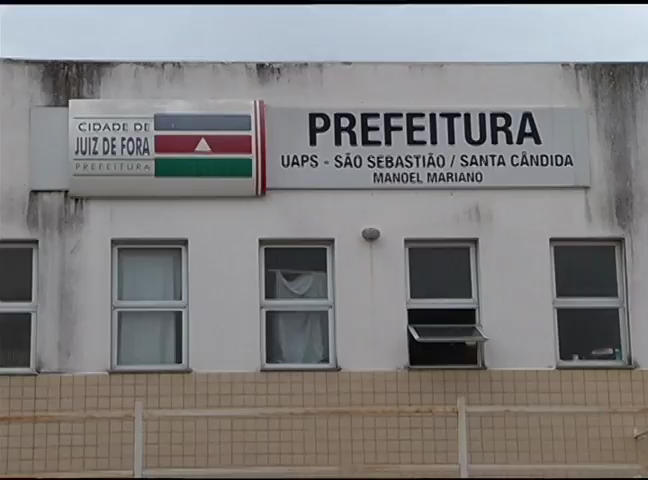 CIDADE DE
JUIZ DE FORA
PREFEITURA
PREFEITURA
UAPS - SÃO SEBASTIÃO / SANTA CÂNDIDA
MANOEL MARIANO